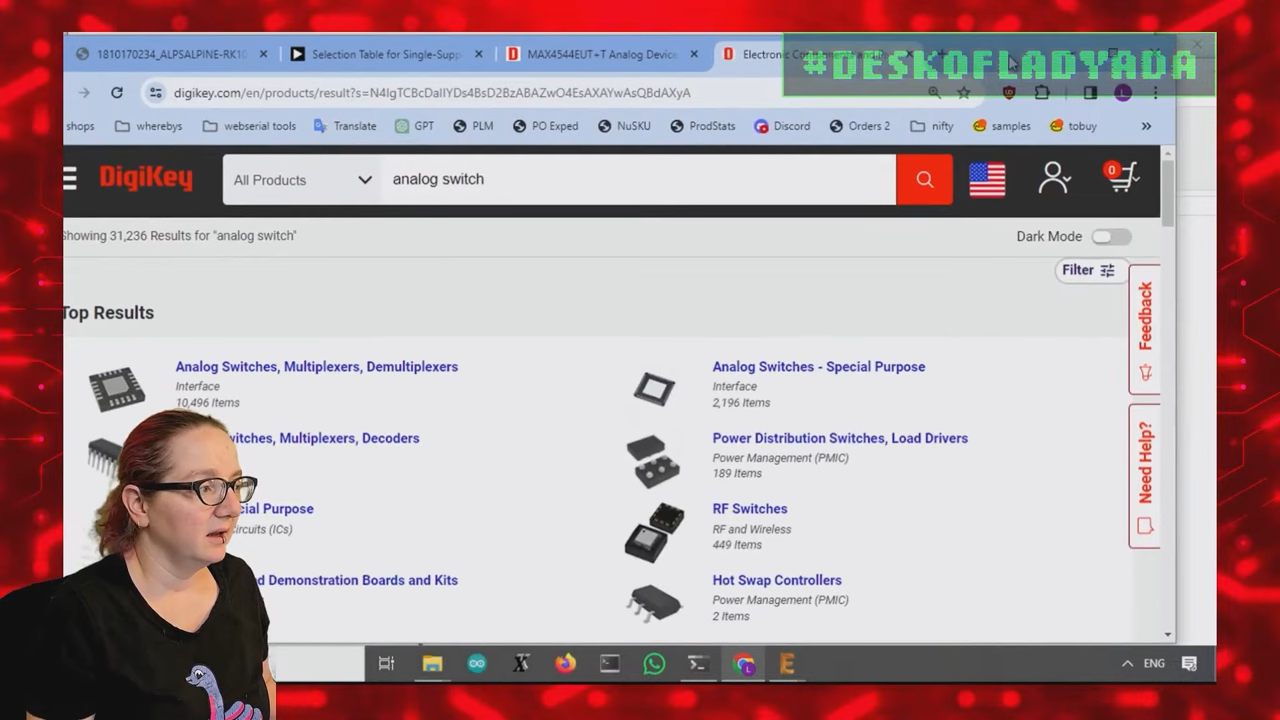 1810170234_ALPSALPINE-RK10
Selection Table for Single-Supp
MAX4544EUT+T Analog Device
#DESKOFLADYADA
digikey.com/en/products/result?s=N4IgTCBcDaIIYDs4BsD2BzABAZwO4EsAXAYwAsQBdAXyA
shops
wherebys
webserial tools
Translate
GPT
PLM
PO Exped
NuSKU
ProdStats
Discord
Orders 2
nifty
samples
tobuy
DigiKey
All Products
analog switch
0
Showing 31,236 Results for "analog switch"
Dark Mode
Filter
Top Results
Analog Switches, Multiplexers, Demultiplexers
Interface
10,496 Items
Analog Switches - Special Purpose
Interface
2,196 Items
witches, Multiplexers, Decoders
Power Distribution Switches, Load Drivers
Power Management (PMIC)
189 Items
cial Purpose
ircuits (ICs)
RF Switches
RF and Wireless
449 Items
d Demonstration Boards and Kits
Hot Swap Controllers
Power Management (PMIC)
2 Items
Feedback
Need Help?
ENG